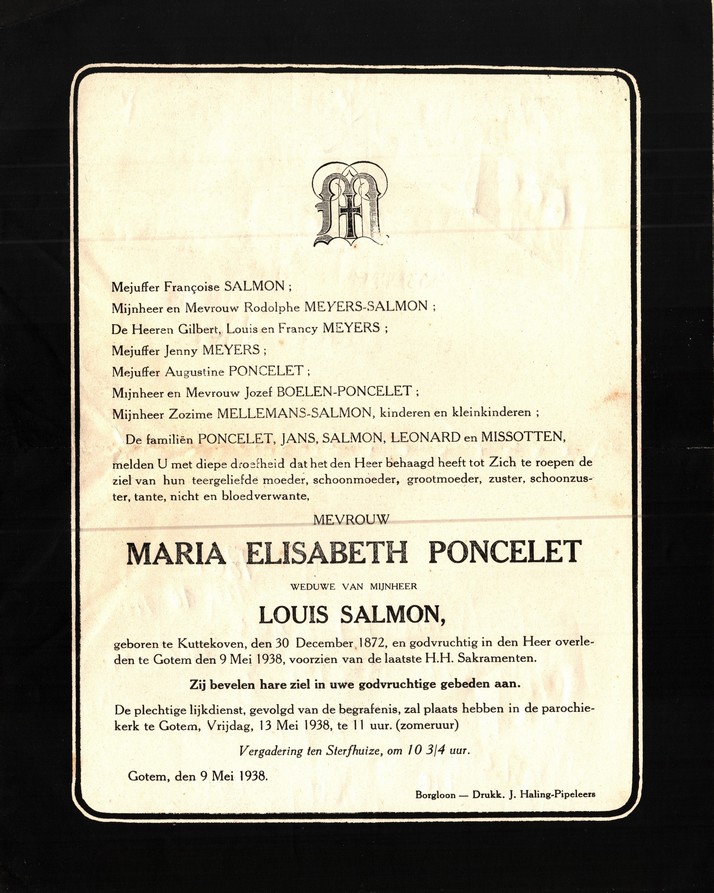 M
Mejuffer Françoise SALMON ;
Mijnheer en Mevrouw Rodolphe MEYERS-SALMON ;
De Heeren Gilbert, Louis en Francy MEYERS ;
Mejuffer Jenny MEYERS ;
Mejuffer Augustine PONCELET ;
Mijnheer en Mevrouw Jozef BOELEN-PONCELET ;
Mijnheer Zozime MELLEMANS-SALMON, kinderen en kleinkinderen ;
De familiën PONCELET, JANS, SALMON, LEONARD en MISSOTTEN,
melden U met diepe droefheid dat het den Heer behaagd heeft tot Zich te roepen de
ziel van hun teergeliefde moeder, schoonmoeder, grootmoeder, zuster, schoonzus-
ter, tante, nicht en bloedverwante,
MEVROUW
MARIA ELISABETH PONCELET
WEDUWE VAN MIJNHEER
LOUIS SALMON,
geboren te Kuttekoven, den 30 December 1872, en godvruchtig in den Heer overle-
den te Gotem den 9 Mei 1938, voorzien van de laatste H.H. Sakramenten.
Zij bevelen hare ziel in uwe godvruchtige gebeden aan.
De plechtige lijkdienst, gevolgd van de begrafenis, zal plaats hebben in de parochie-
kerk te Gotem, Vrijdag, 13 Mei 1938, te 11 uur. (zomeruur)
Vergadering ten Sterfhuize, om 10 3/4 uur.
Gotem, den 9 Mei 1938.
Borgloon — Drukk. J. Haling-Pipeleers